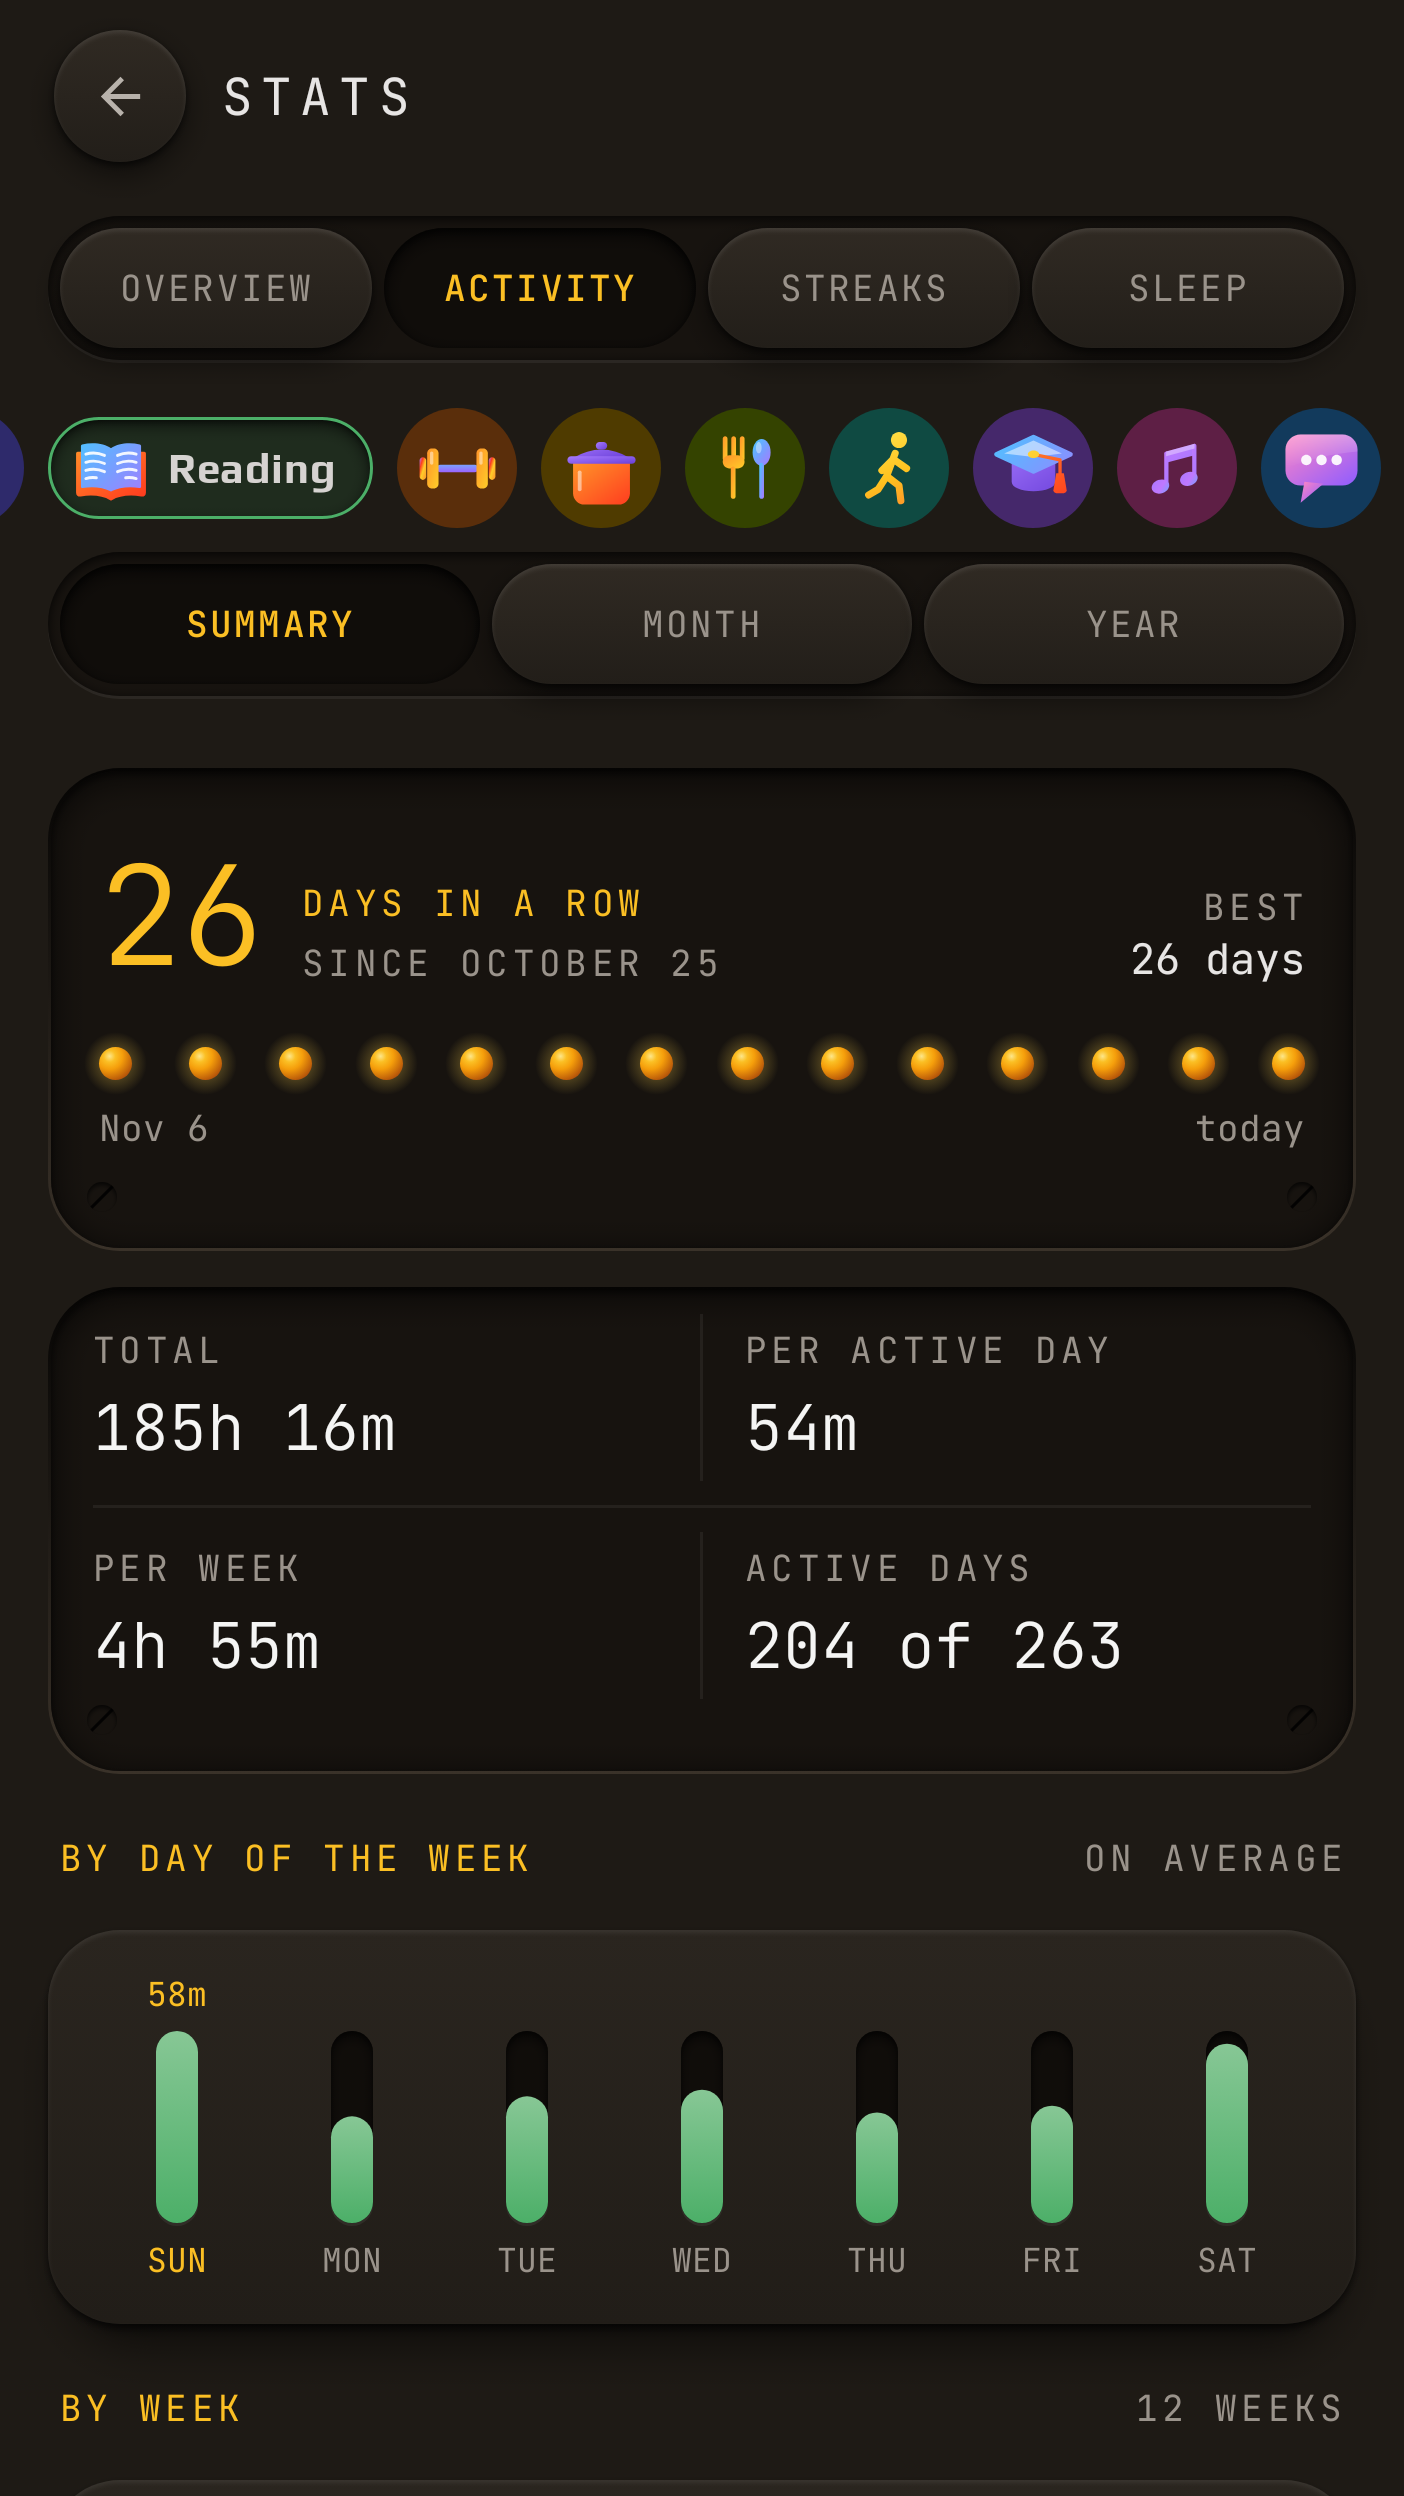 STATS
OVERVIEW
ACTIVITY
STREAKS
SLEEP
Reading
SUMMARY
MONTH
YEAR
26
DAYS IN A ROW
SINCE OCTOBER 25
BEST
26 days
Nov 6
today
TOTAL
185h 16m
PER ACTIVE DAY
54m
PER WEEK
4h 55m
ACTIVE DAYS
204 of 263
BY DAY OF THE WEEK
ON AVERAGE
58m
SUN
MON
TUE
WED
THU
FRI
SAT
BY WEEK
12 WEEKS